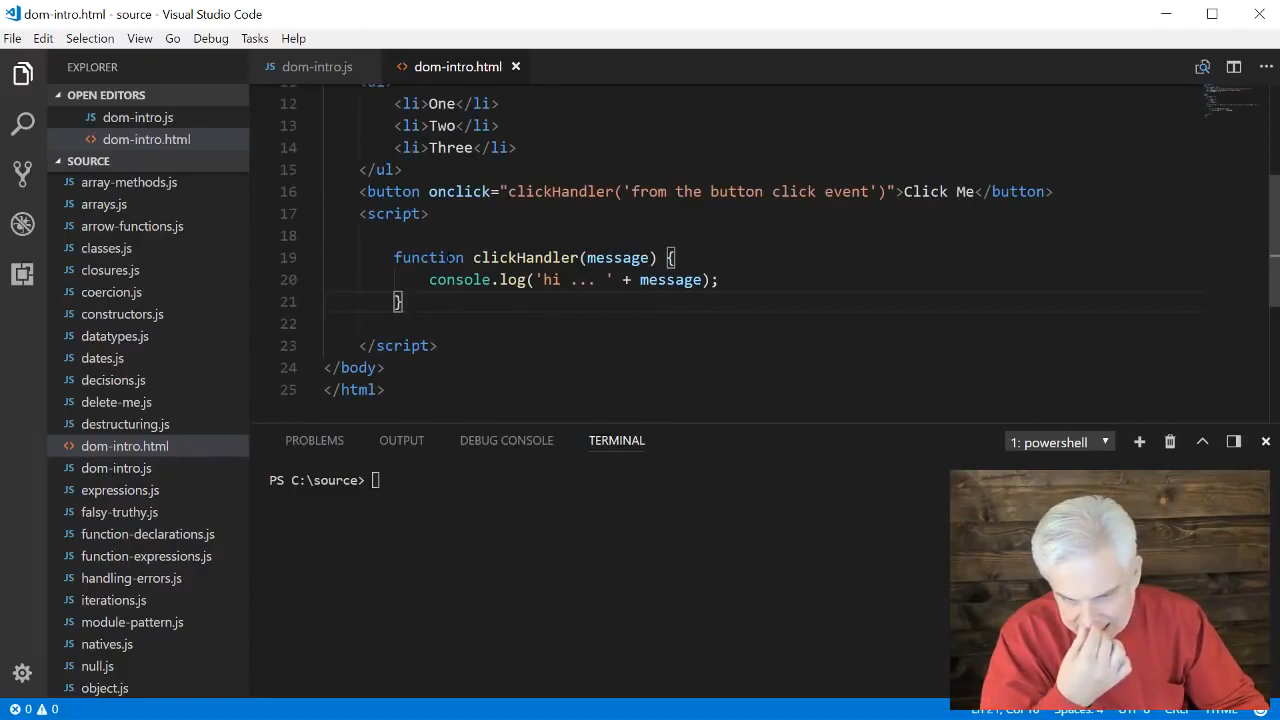 dom-intro.html - source - Visual Studio Code
File Edit Selection View Go Debug Tasks Help
EXPLORER
OPEN EDITORS
JS dom-intro.js
<> dom-intro.html
SOURCE
JS array-methods.js
JS arrays.js
JS arrow-functions.js
JS classes.js
JS closures.js
JS coercion.js
JS constructors.js
JS datatypes.js
JS dates.js
JS decisions.js
JS delete-me.js
JS destructuring.js
<> dom-intro.html
JS dom-intro.js
JS expressions.js
JS falsy-truthy.js
JS function-declarations.js
JS function-expressions.js
JS handling-errors.js
JS iterations.js
JS module-pattern.js
JS natives.js
JS null.js
JS object.js
JS dom-intro.js <> dom-intro.html
12 <li>One</li>
13 <li>Two</li>
14 <li>Three</li>
15 </ul>
16 <button onclick="clickHandler('from the button click event')">Click Me</button>
17 <script>
18
19 function clickHandler(message) {
20 console.log('hi ... ' + message);
21 }
22
23 </script>
24 </body>
25 </html>
PROBLEMS OUTPUT DEBUG CONSOLE TERMINAL 1: powershell
PS C:\source>
0 0